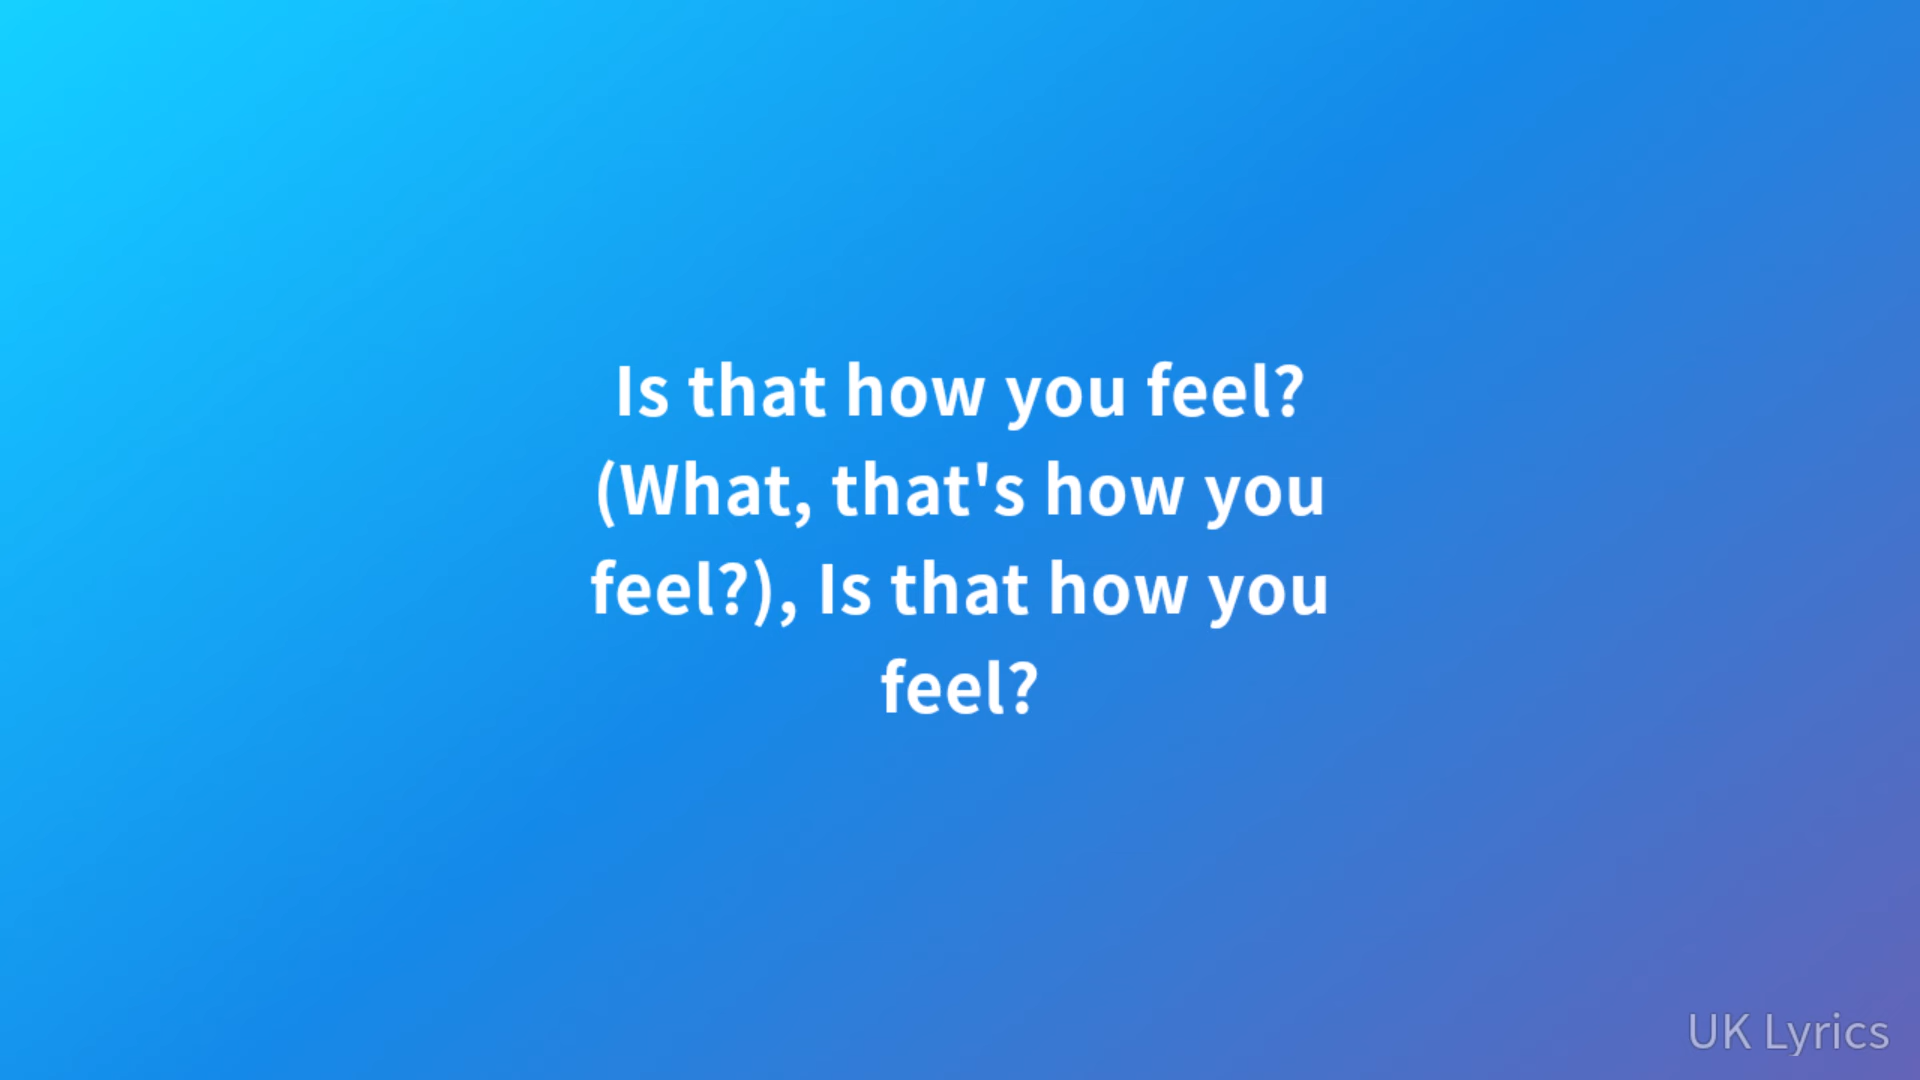 Is that how you feel?
(What, that's how you
feel?), Is that how you
feel?
UK Lyrics